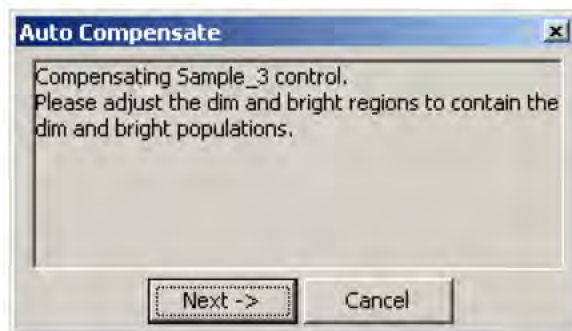 Auto Compensate
Compensating Sample_3 control.
Please adjust the dim and bright regions to contain the
dim and bright populations.
Next -> Cancel